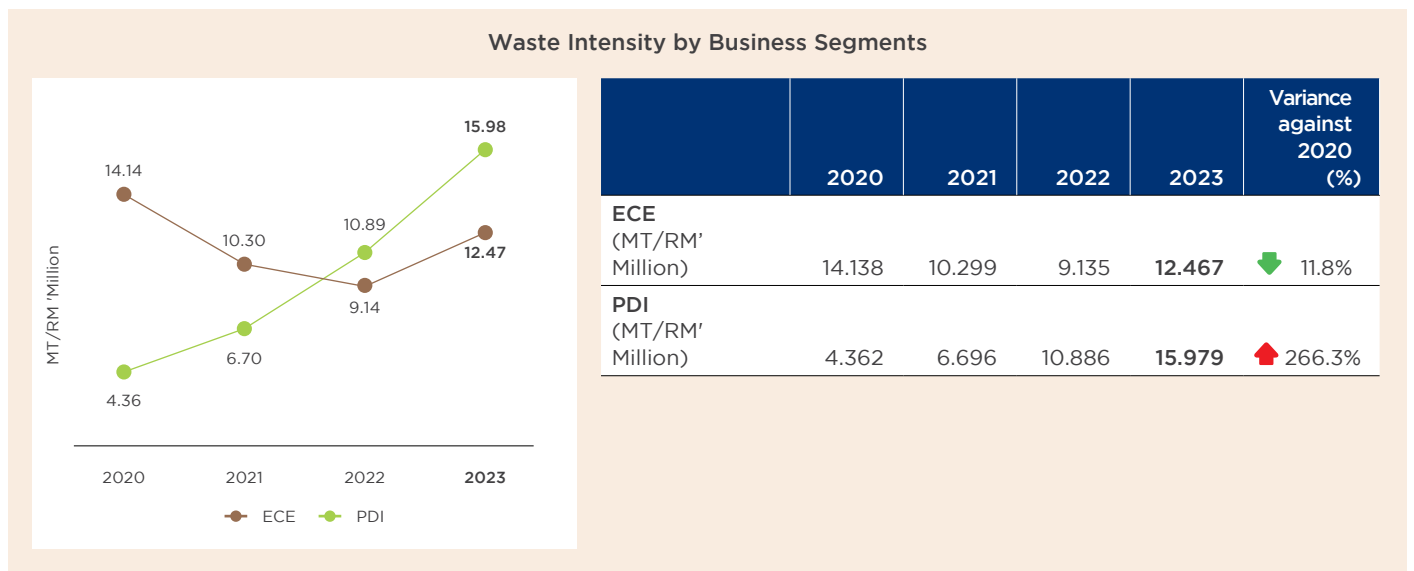 Waste Intensity by Business Segments
MT/RM 'Million
14.14
10.30
9.14
12.47
4.36
6.70
10.89
15.98
2020 2021 2022 2023
ECE PDI
2020 2021 2022 2023 Variance
against
2020
(%)
ECE
(MT/RM’
Million) 14.138 10.299 9.135 12.467 11.8%
PDI
(MT/RM'
Million) 4.362 6.696 10.886 15.979 266.3%